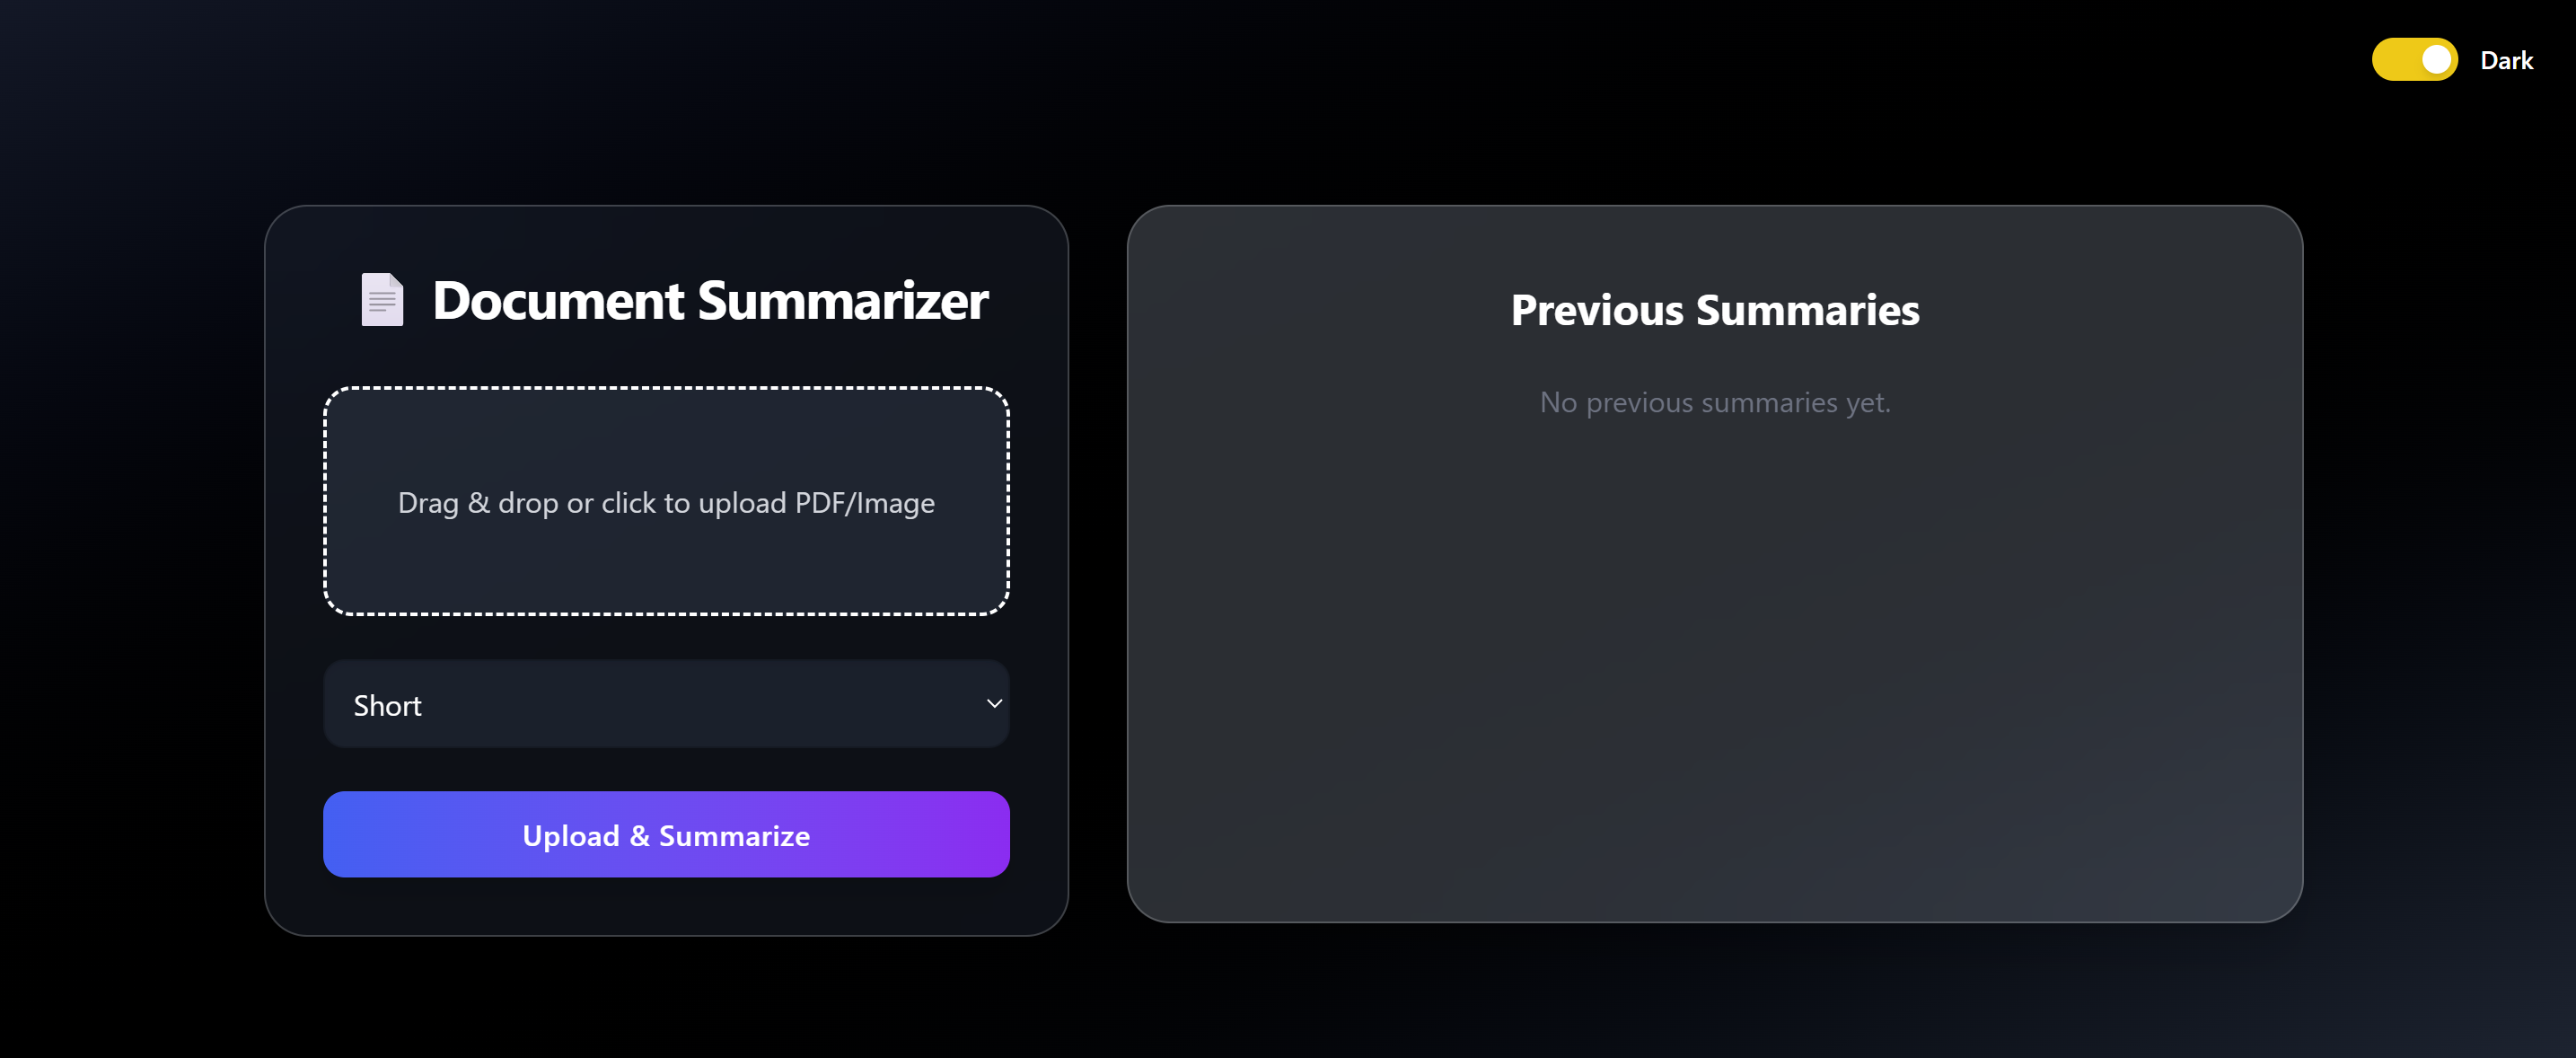 Dark
Document Summarizer
Drag & drop or click to upload PDF/Image
Short
Upload & Summarize
Previous Summaries
No previous summaries yet.